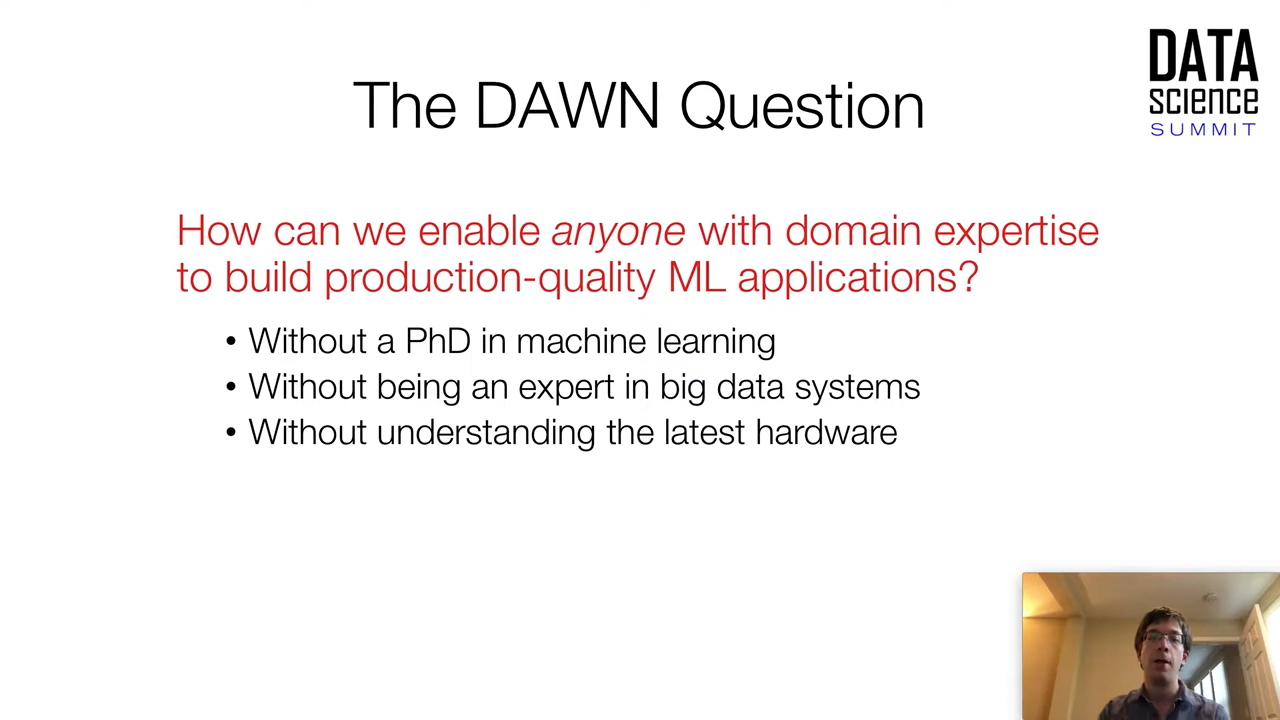 DATA
science
SUMMIT
The DAWN Question
How can we enable anyone with domain expertise
to build production-quality ML applications?
• Without a PhD in machine learning
• Without being an expert in big data systems
• Without understanding the latest hardware